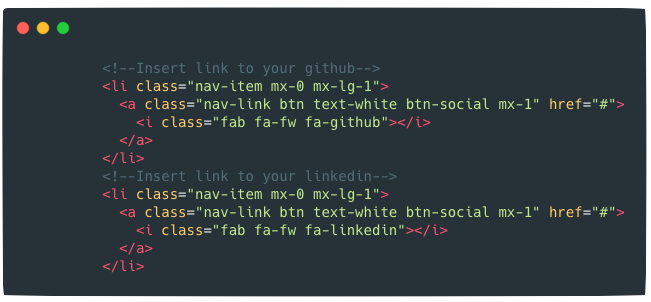 <!--Insert link to your github-->
<li class="nav-item mx-0 mx-lg-1">
<a class="nav-link btn text-white btn-social mx-1" href="#">
<i class="fab fa-fw fa-github"></i>
</a>
</li>
<!--Insert link to your linkedin-->
<li class="nav-item mx-0 mx-lg-1">
<a class="nav-link btn text-white btn-social mx-1" href="#">
<i class="fab fa-fw fa-linkedin"></i>
</a>
</li>